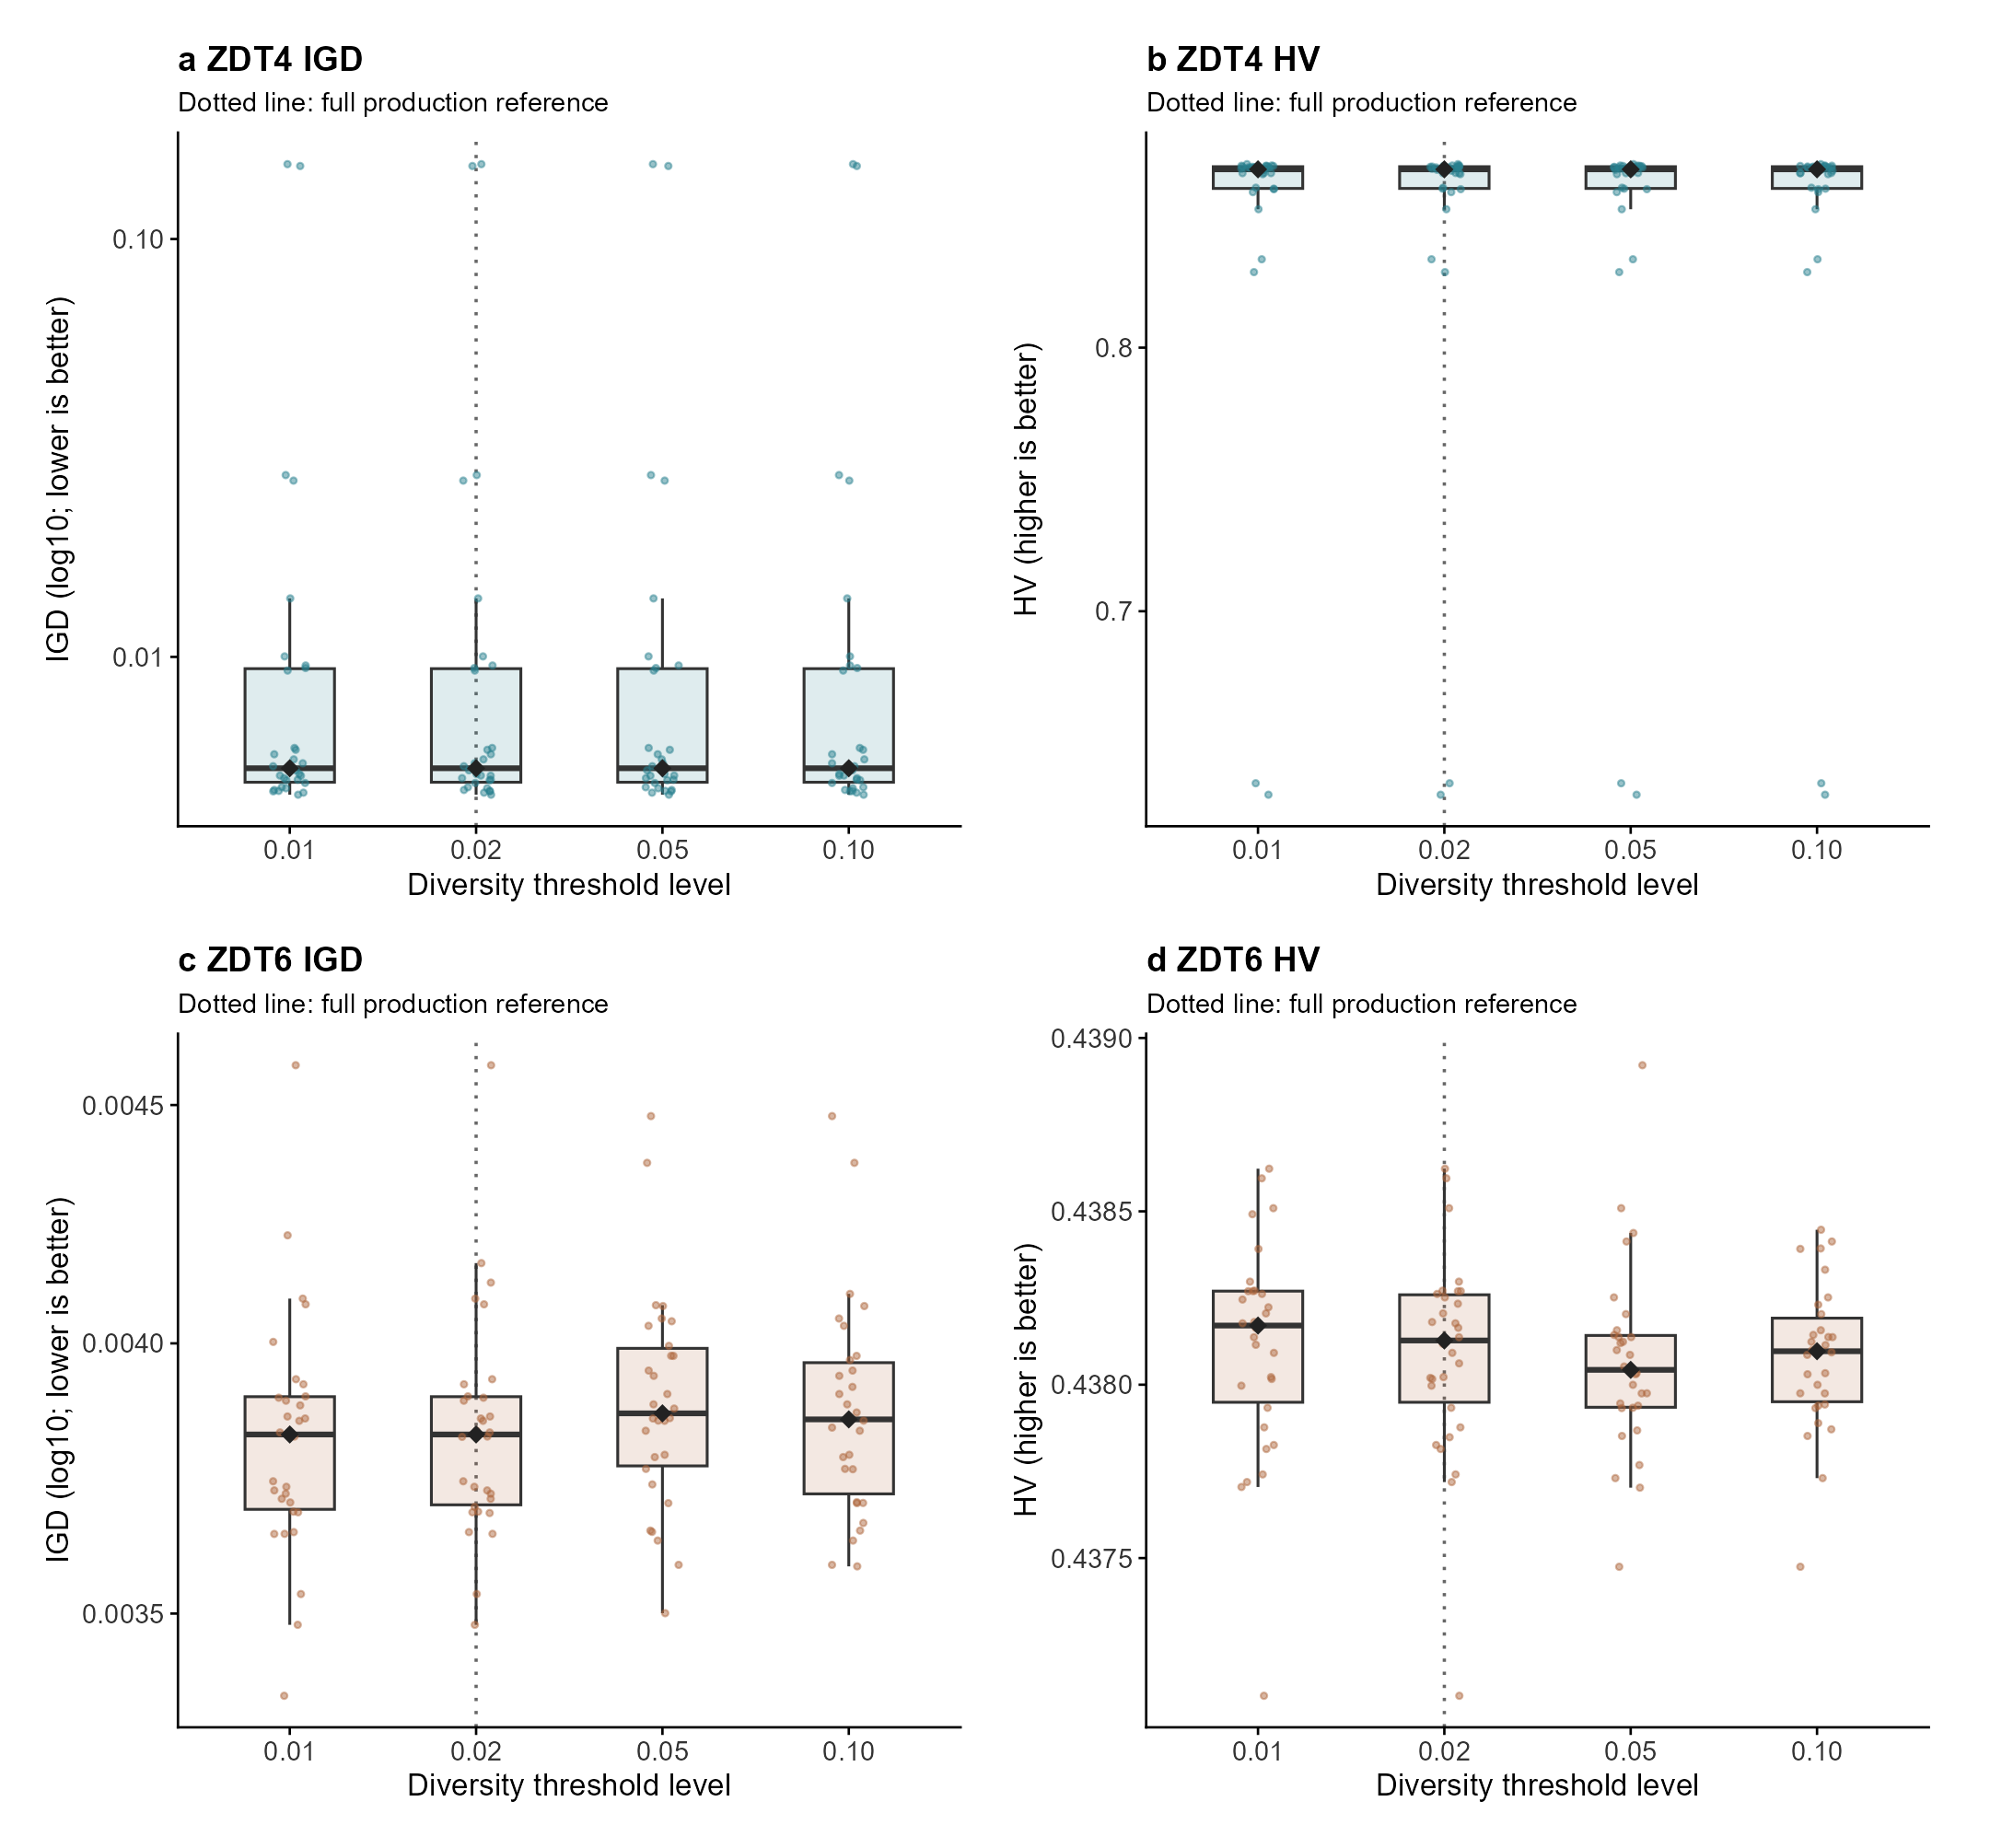 a ZDT4 IGD
Dotted line: full production reference
IGD (log10; lower is better)
0.10
0.01
0.01 0.02 0.05 0.10
Diversity threshold level
b ZDT4 HV
Dotted line: full production reference
HV (higher is better)
0.8
0.7
0.01 0.02 0.05 0.10
Diversity threshold level
c ZDT6 IGD
Dotted line: full production reference
IGD (log10; lower is better)
0.0045
0.0040
0.0035
0.01 0.02 0.05 0.10
Diversity threshold level
d ZDT6 HV
Dotted line: full production reference
HV (higher is better)
0.4390
0.4385
0.4380
0.4375
0.01 0.02 0.05 0.10
Diversity threshold level